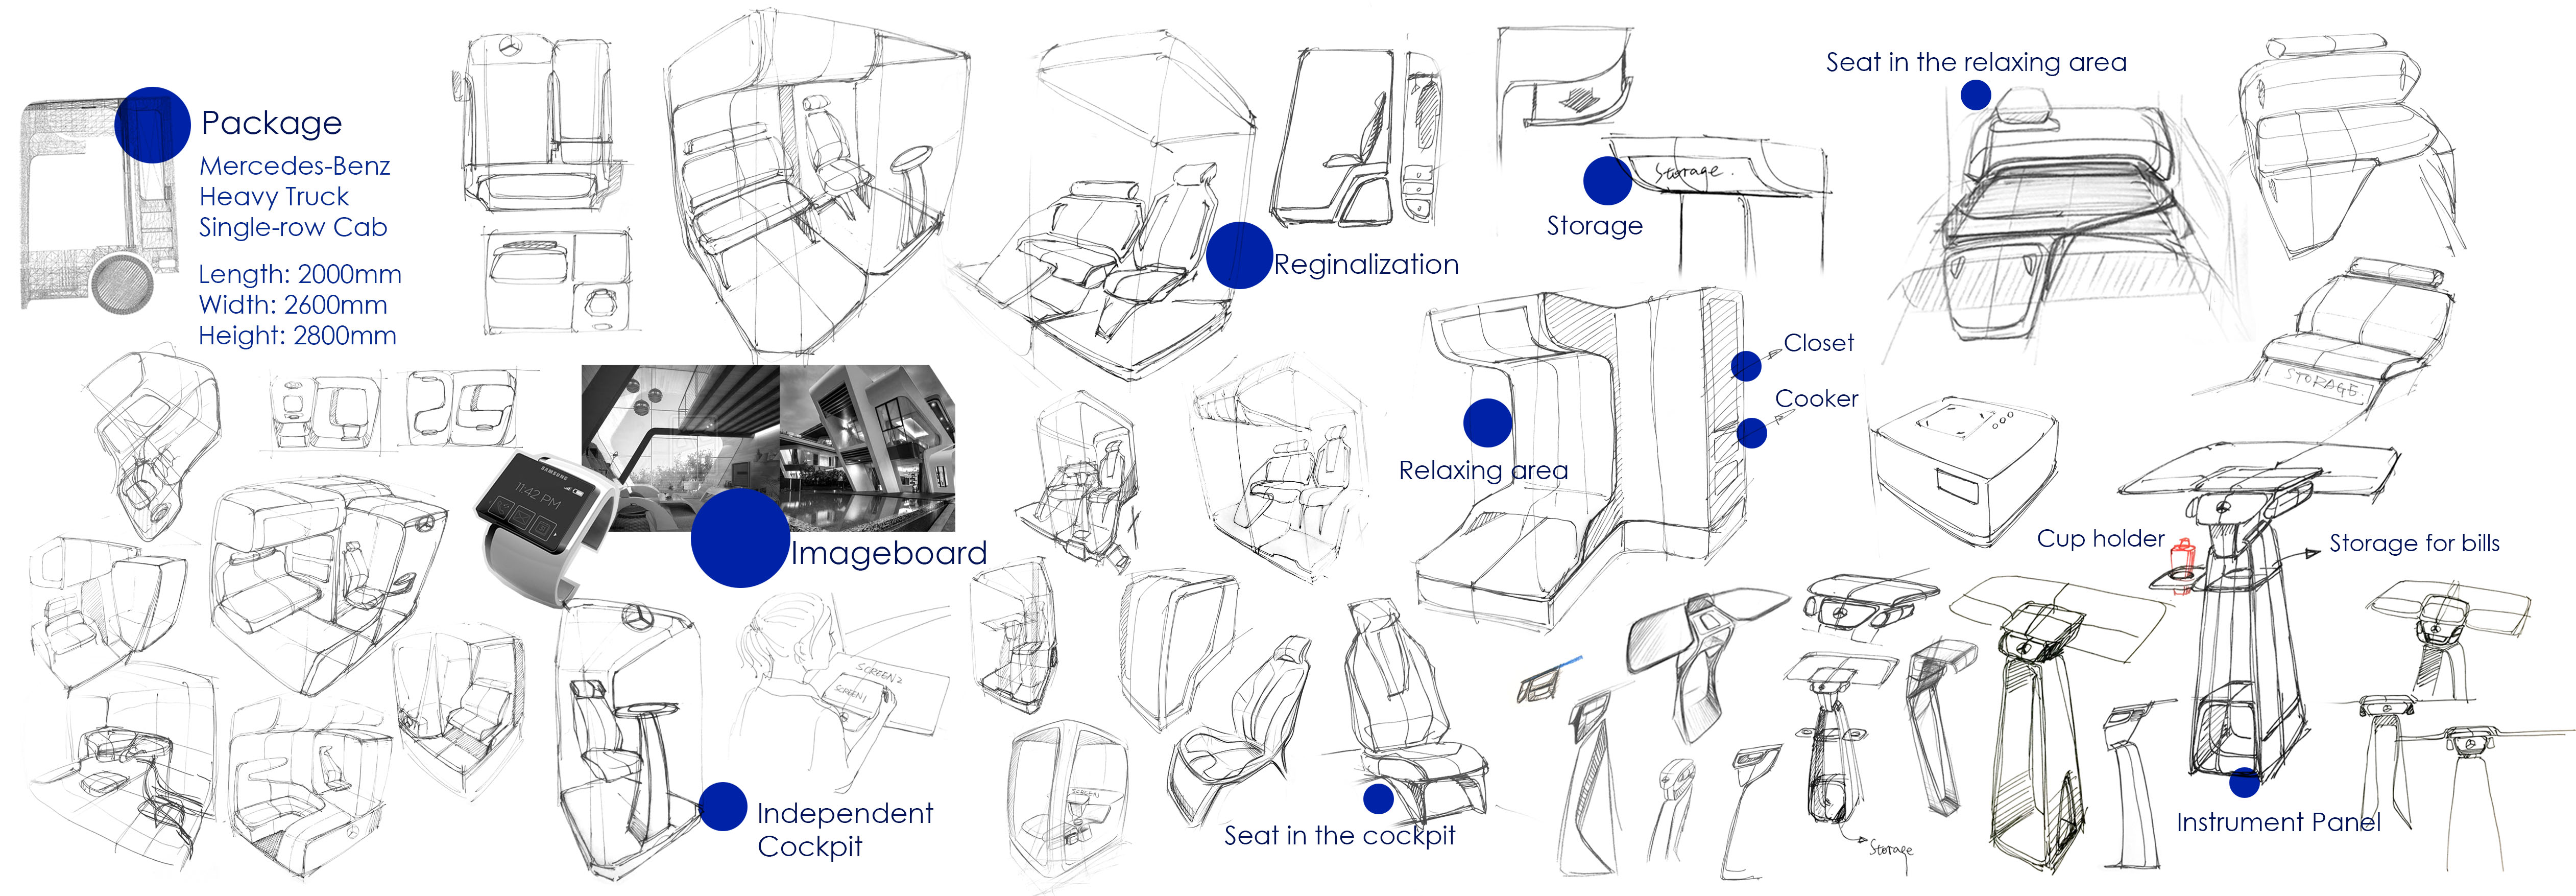 Package
Mercedes-Benz
Heavy Truck
Single-row Cab
Length: 2000mm
Width: 2600mm
Height: 2800mm
Reginalization
Storage.
Storage
Seat in the relaxing area
STORAGE.
Closet
Cooker
Relaxing area
SAMSUNG
11:42 PM
Imageboard
SCREEN 2
SCREEN 1
Independent
Cockpit
SCREEN
Seat in the cockpit
Cup holder
Storage for bills
Storage
Instrument Panel